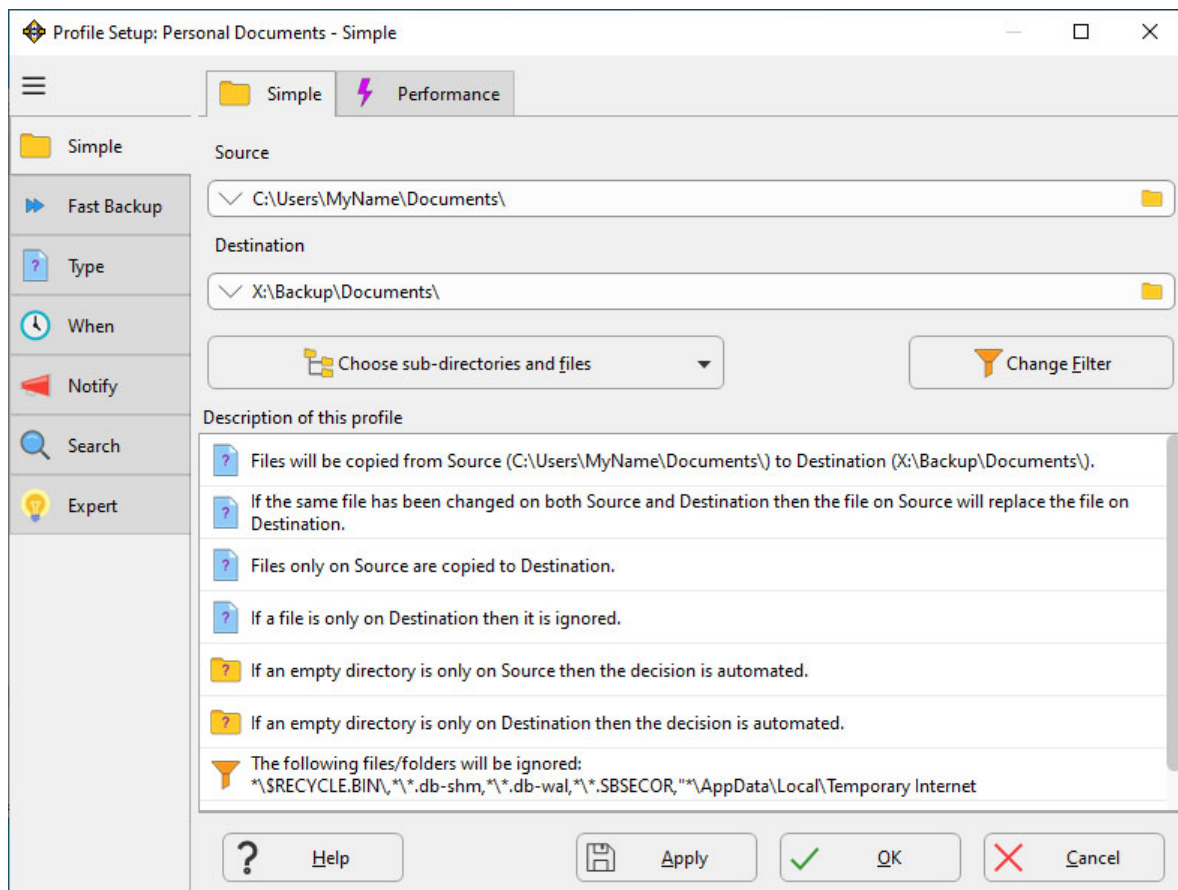 Profile Setup: Personal Documents - Simple
Simple
Performance
Simple
Fast Backup
Type
When
Notify
Search
Expert
Source
C:\Users\MyName\Documents\
Destination
X:\Backup\Documents\
Choose sub-directories and files
Change Filter
Description of this profile
Files will be copied from Source (C:\Users\MyName\Documents\) to Destination (X:\Backup\Documents\).
If the same file has been changed on both Source and Destination then the file on Source will replace the file on
Destination.
Files only on Source are copied to Destination.
If a file is only on Destination then it is ignored.
If an empty directory is only on Source then the decision is automated.
If an empty directory is only on Destination then the decision is automated.
The following files/folders will be ignored:
*\$RECYCLE.BIN\,*\*.db-shm,*\*.db-wal,*\*.SBSECOR,"*\AppData\Local\Temporary Internet
Help
Apply
OK
Cancel